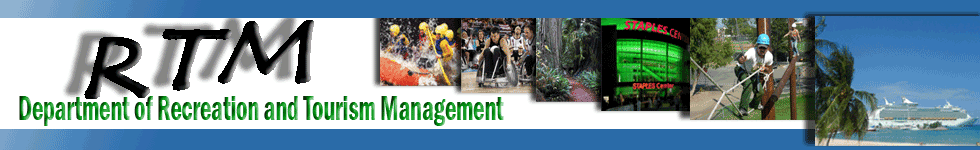 RTM
Department of Recreation and Tourism Management
STAPLES CENTER
STAPLES Center